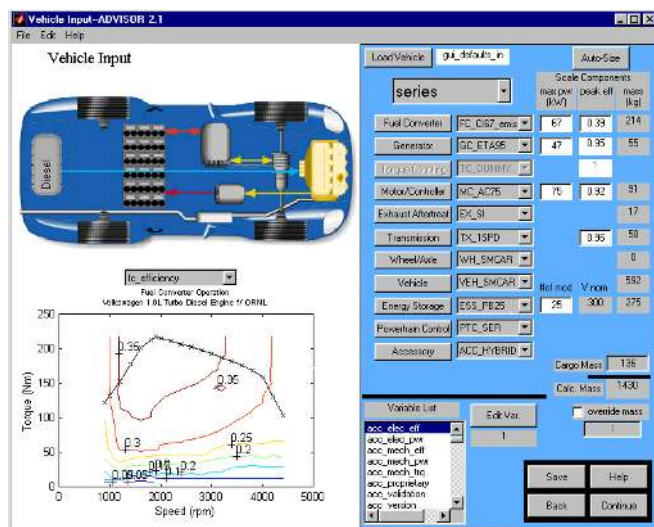 Vehicle Input--ADVISOR 2.1
File Edit Help
Vehicle Input
Diesel
fc_efficiency
Fuel Converter Operation
Volkswagen 1.9L Turbo Diesel Engine f/ ORNL
250
200
150
100
50
0
Torque (Nm)
0.35
0.35
0.3
0.25
0.2
0 1000 2000 3000 4000 5000
Speed (rpm)
Load Vehicle gui_defaults_in Auto-Size
Scale Components
series max pwr (kW) peak eff mass (kg)
Fuel Converter FC_CI67_emis 67 0.39 214
Generator GC_ETA95 47 0.95 55
Torque Coupling TC_DUMMY 1
Motor/Controller MC_AC75 75 0.92 91
Exhaust Aftertreat EX_SI 17
Transmission TX_1SPD 0.95 50
Wheel/Axle WH_SMCAR 0
Vehicle VEH_SMCAR 592
# of mod V nom
Energy Storage ESS_PB25 25 300 275
Powertrain Control PTC_SER
Accessory ACC_HYBRID
Cargo Mass 136
Calc. Mass 1430
Variable List Edit Var. override mass
1 1
acc_elec_eff
acc_elec_pwr
acc_mech_eff
acc_mech_pwr
acc_mech_trq
acc_proprietary
acc_validation
acc_version
Save Help
Back Continue